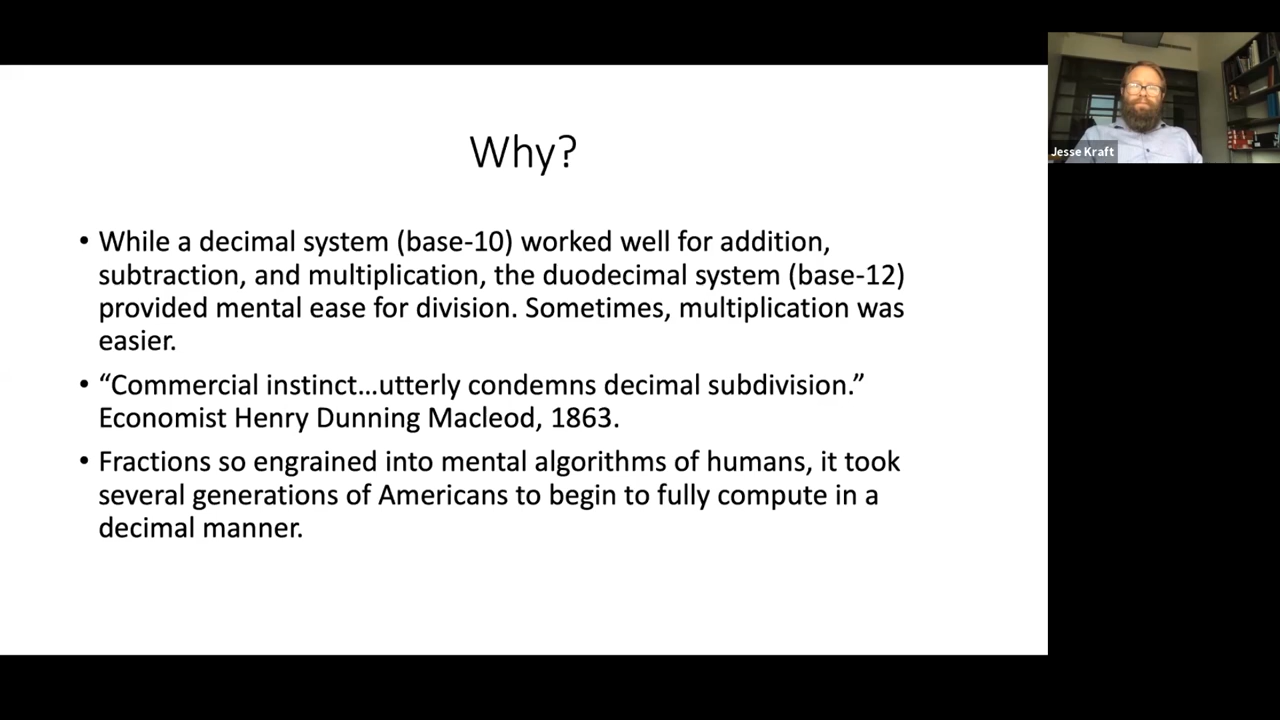 Why?
• While a decimal system (base-10) worked well for addition,
subtraction, and multiplication, the duodecimal system (base-12)
provided mental ease for division. Sometimes, multiplication was
easier.
• “Commercial instinct…utterly condemns decimal subdivision.”
Economist Henry Dunning Macleod, 1863.
• Fractions so engrained into mental algorithms of humans, it took
several generations of Americans to begin to fully compute in a
decimal manner.
Jesse Kraft